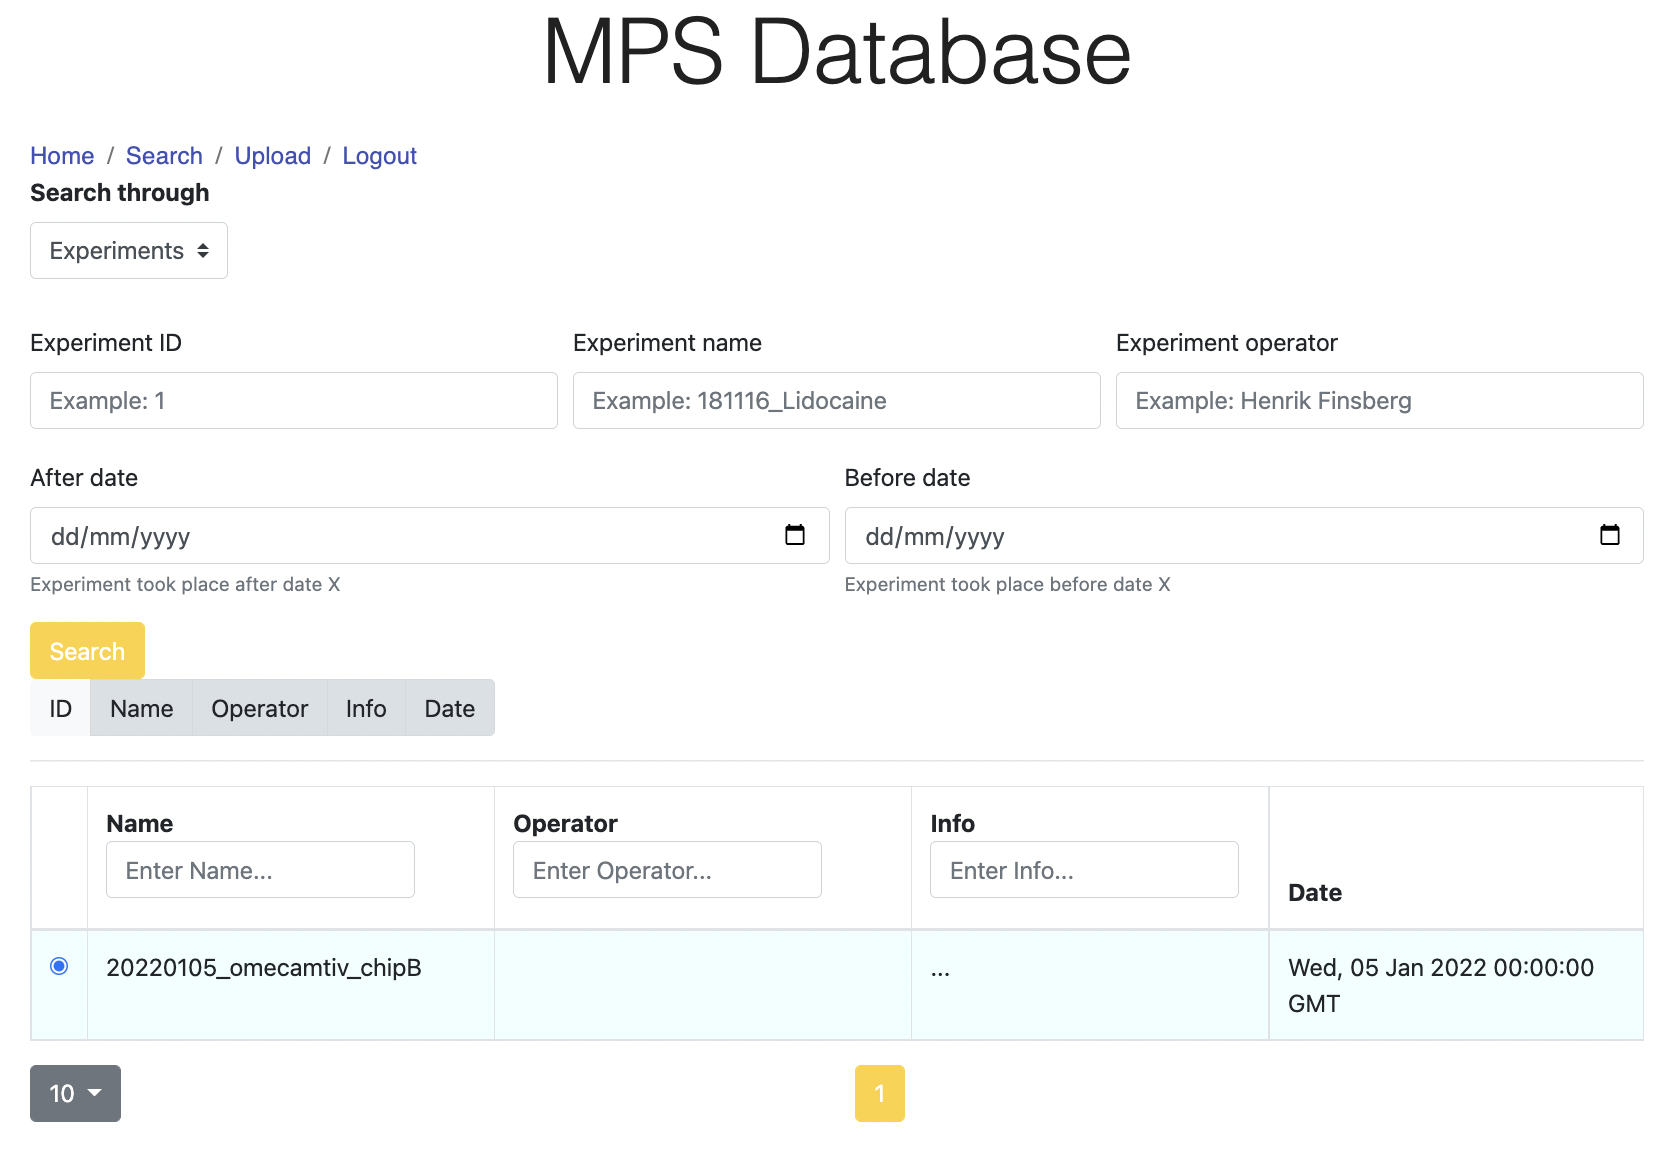 MPS Database
Home / Search / Upload / Logout
Search through
Experiments
Experiment ID
Experiment name
Experiment operator
Example: 1
Example: 181116_Lidocaine
Example: Henrik Finsberg
After date
Before date
dd/mm/yyyy
dd/mm/yyyy
Experiment took place after date X
Experiment took place before date X
Search
ID Name Operator Info Date
Name
Operator
Info
Enter Name...
Enter Operator...
Enter Info...
Date
20220105_omecamtiv_chipB
...
Wed, 05 Jan 2022 00:00:00
GMT
10
1